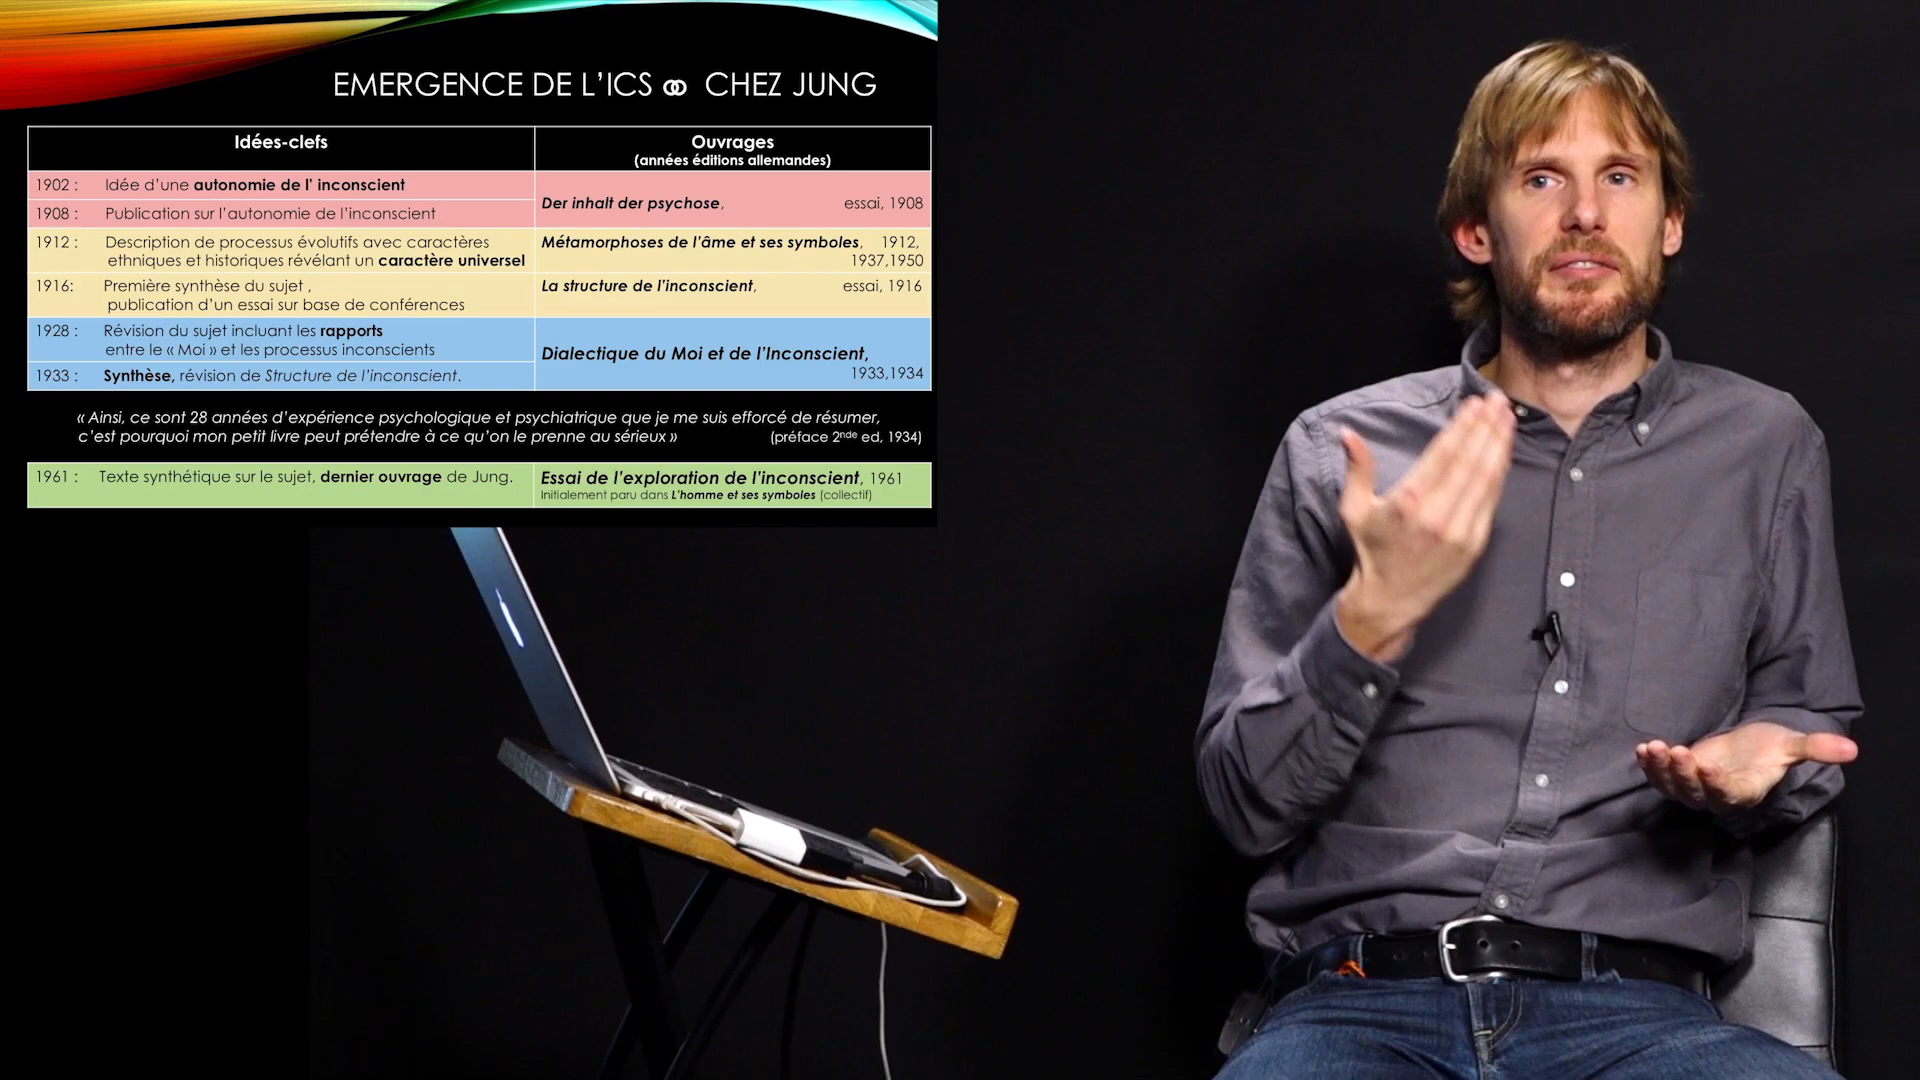 EMERGENCE DE L’ICS ꝏ CHEZ JUNG
Idées-clefs
Ouvrages
(années éditions allemandes)
1902 : Idée d’une autonomie de l’ inconscient
1908 : Publication sur l’autonomie de l’inconscient
Der inhalt der psychose, essai, 1908
1912 : Description de processus évolutifs avec caractères
ethniques et historiques révélant un caractère universel
Métamorphoses de l’âme et ses symboles, 1912,
1937,1950
1916: Première synthèse du sujet ,
publication d’un essai sur base de conférences
La structure de l’inconscient, essai, 1916
1928 : Révision du sujet incluant les rapports
entre le « Moi » et les processus inconscients
1933 : Synthèse, révision de Structure de l’inconscient.
Dialectique du Moi et de l’Inconscient,
1933,1934
« Ainsi, ce sont 28 années d’expérience psychologique et psychiatrique que je me suis efforcé de résumer,
c’est pourquoi mon petit livre peut prétendre à ce qu’on le prenne au sérieux » (préface 2nde ed, 1934)
1961 : Texte synthétique sur le sujet, dernier ouvrage de Jung.
Essai de l’exploration de l’inconscient, 1961
Initialement paru dans L’homme et ses symboles (collectif)